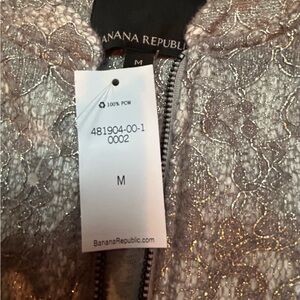 BANANA REPUBLIC
M
100% PCW
481904-00-1
0002
M
BananaRepublic.com